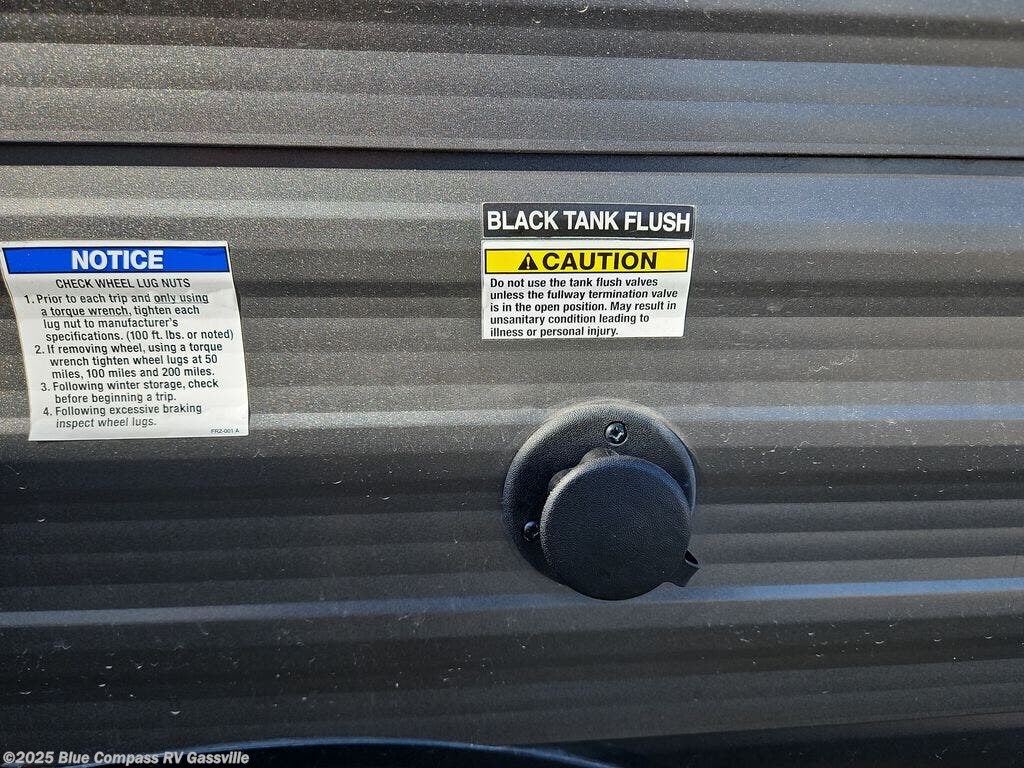 NOTICE
CHECK WHEEL LUG NUTS
1. Prior to each trip and only using
a torque wrench, tighten each
lug nut to manufacturer's
specifications. (100 ft. lbs. or noted)
2. If removing wheel, using a torque
wrench tighten wheel lugs at 50
miles, 100 miles and 200 miles.
3. Following winter storage, check
before beginning a trip.
4. Following excessive braking
inspect wheel lugs.
FRZ-001 A
BLACK TANK FLUSH
⚠ CAUTION
Do not use the tank flush valves
unless the fullway termination valve
is in the open position. May result in
unsanitary condition leading to
illness or personal injury.
©2025 Blue Compass RV Gassville